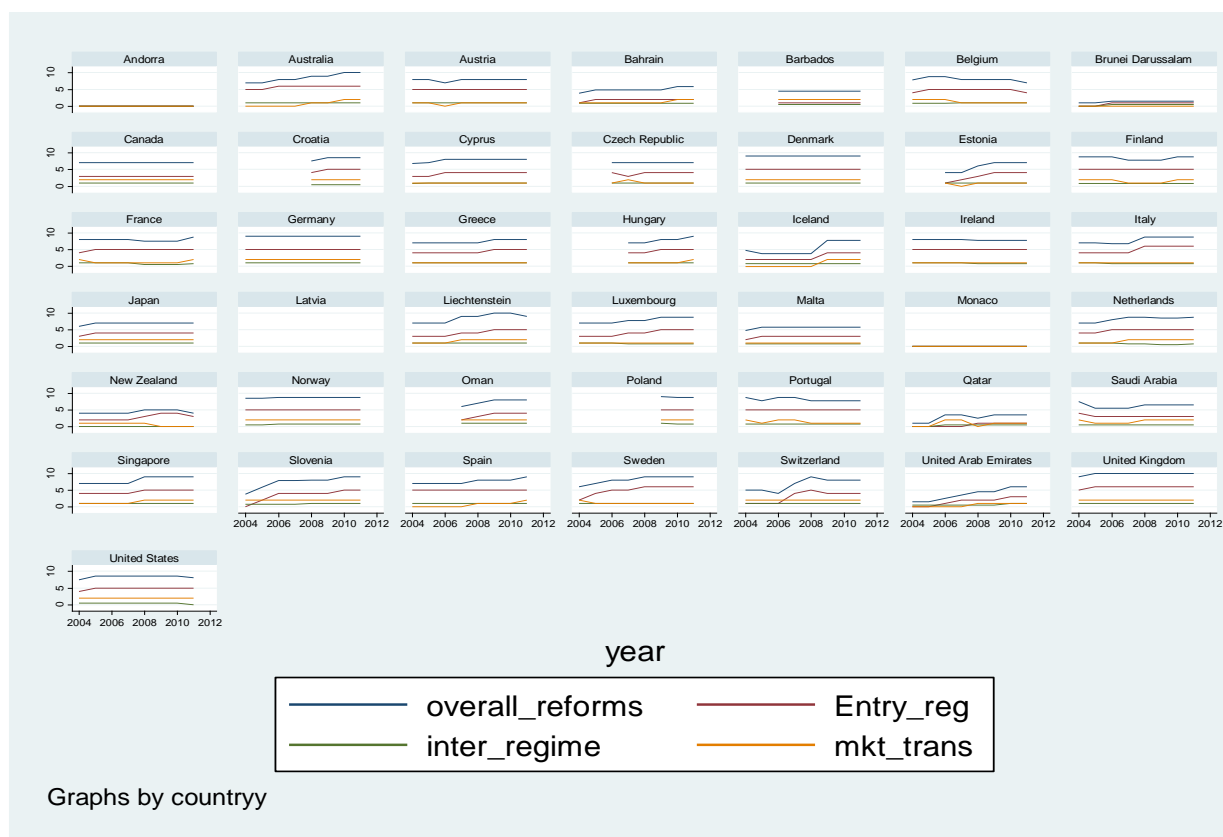 Andorra Australia Austria Bahrain Barbados Belgium Brunei Darussalam
0 5 10
Canada Croatia Cyprus Czech Republic Denmark Estonia Finland
0 5 10
France Germany Greece Hungary Iceland Ireland Italy
0 5 10
Japan Latvia Liechtenstein Luxembourg Malta Monaco Netherlands
0 5 10
New Zealand Norway Oman Poland Portugal Qatar Saudi Arabia
0 5 10
Singapore Slovenia Spain Sweden Switzerland United Arab Emirates United Kingdom
0 5 10
2004 2006 2008 2010 2012 2004 2006 2008 2010 2012 2004 2006 2008 2010 2012 2004 2006 2008 2010 2012 2004 2006 2008 2010 2012 2004 2006 2008 2010 2012
United States
0 5 10
2004 2006 2008 2010 2012
year
overall_reforms Entry_reg
inter_regime mkt_trans
Graphs by countryy